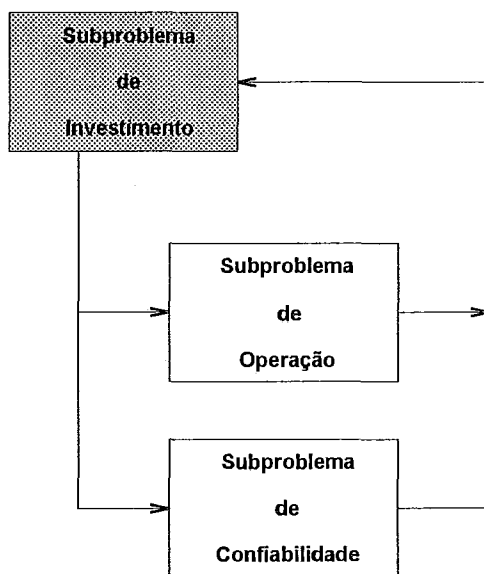 Subproblema
de
Investimento
Subproblema
de
Operação
Subproblema
de
Confiabilidade